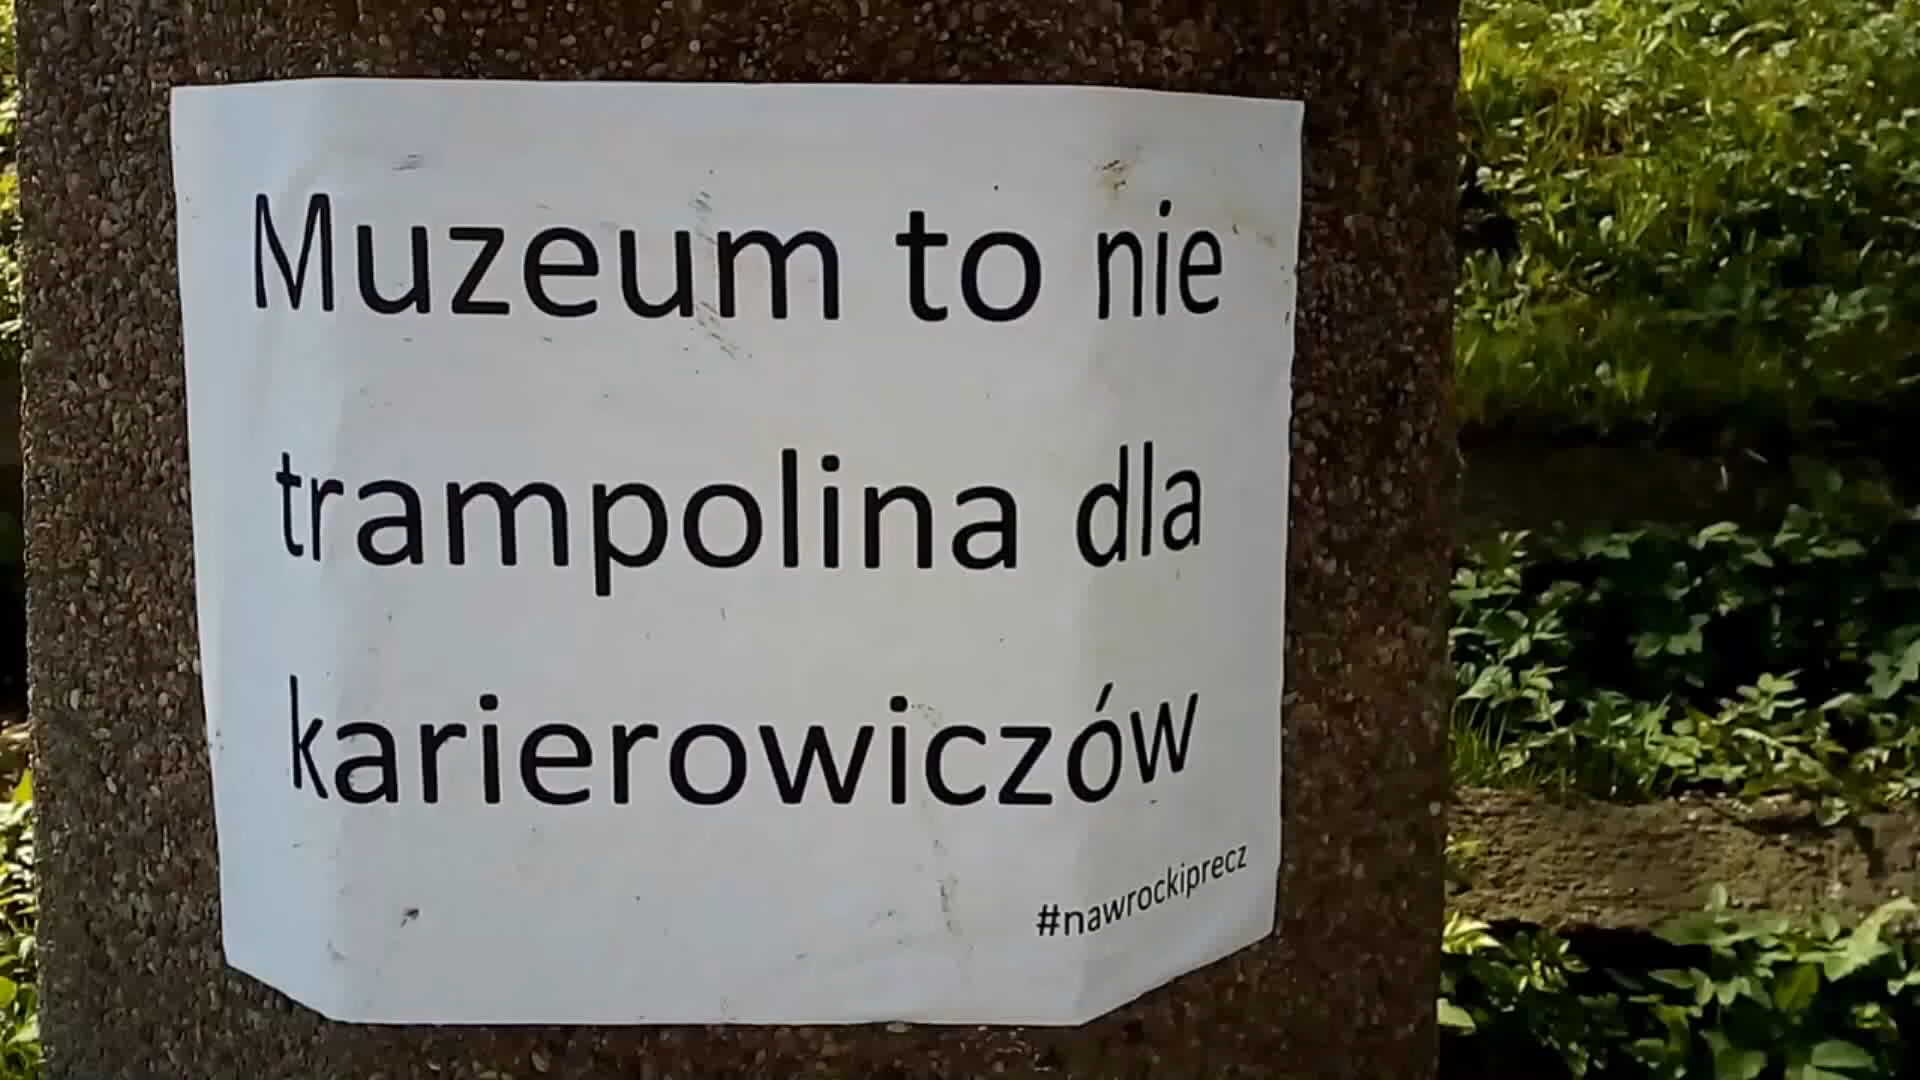 Muzeum to nie
trampolina dla
karierowiczów
#nawrockiprecz